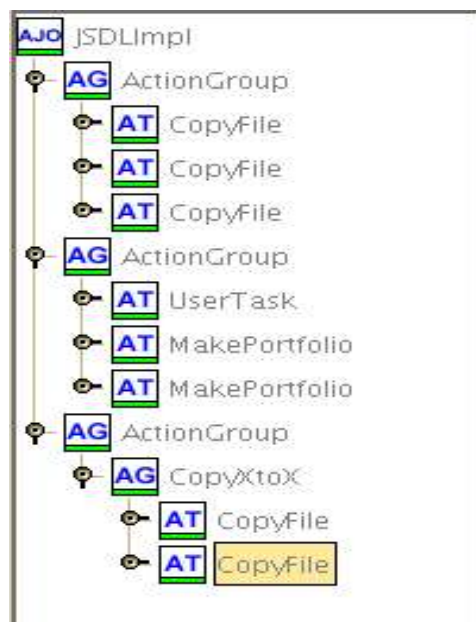 AJO JSDLImpl
AG ActionGroup
AT CopyFile
AT CopyFile
AT CopyFile
AG ActionGroup
AT UserTask
AT MakePortfolio
AT MakePortfolio
AG ActionGroup
AG CopyXtoX
AT CopyFile
AT CopyFile